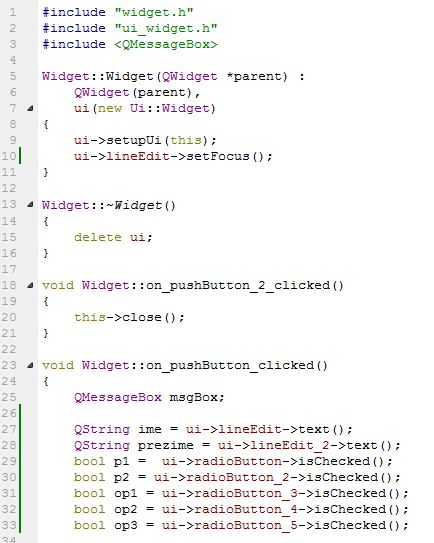 1 #include "widget.h"
2 #include "ui_widget.h"
3 #include <QMessageBox>
4
5 Widget::Widget(QWidget *parent) :
6     QWidget(parent),
7     ui(new Ui::Widget)
8 {
9     ui->setupUi(this);
10     ui->lineEdit->setFocus();
11 }
12
13 Widget::~Widget()
14 {
15     delete ui;
16 }
17
18 void Widget::on_pushButton_2_clicked()
19 {
20     this->close();
21 }
22
23 void Widget::on_pushButton_clicked()
24 {
25     QMessageBox msgBox;
26
27     QString ime = ui->lineEdit->text();
28     QString prezime = ui->lineEdit_2->text();
29     bool p1 =  ui->radioButton->isChecked();
30     bool p2 = ui->radioButton_2->isChecked();
31     bool op1 = ui->radioButton_3->isChecked();
32     bool op2 = ui->radioButton_4->isChecked();
33     bool op3 = ui->radioButton_5->isChecked();
34